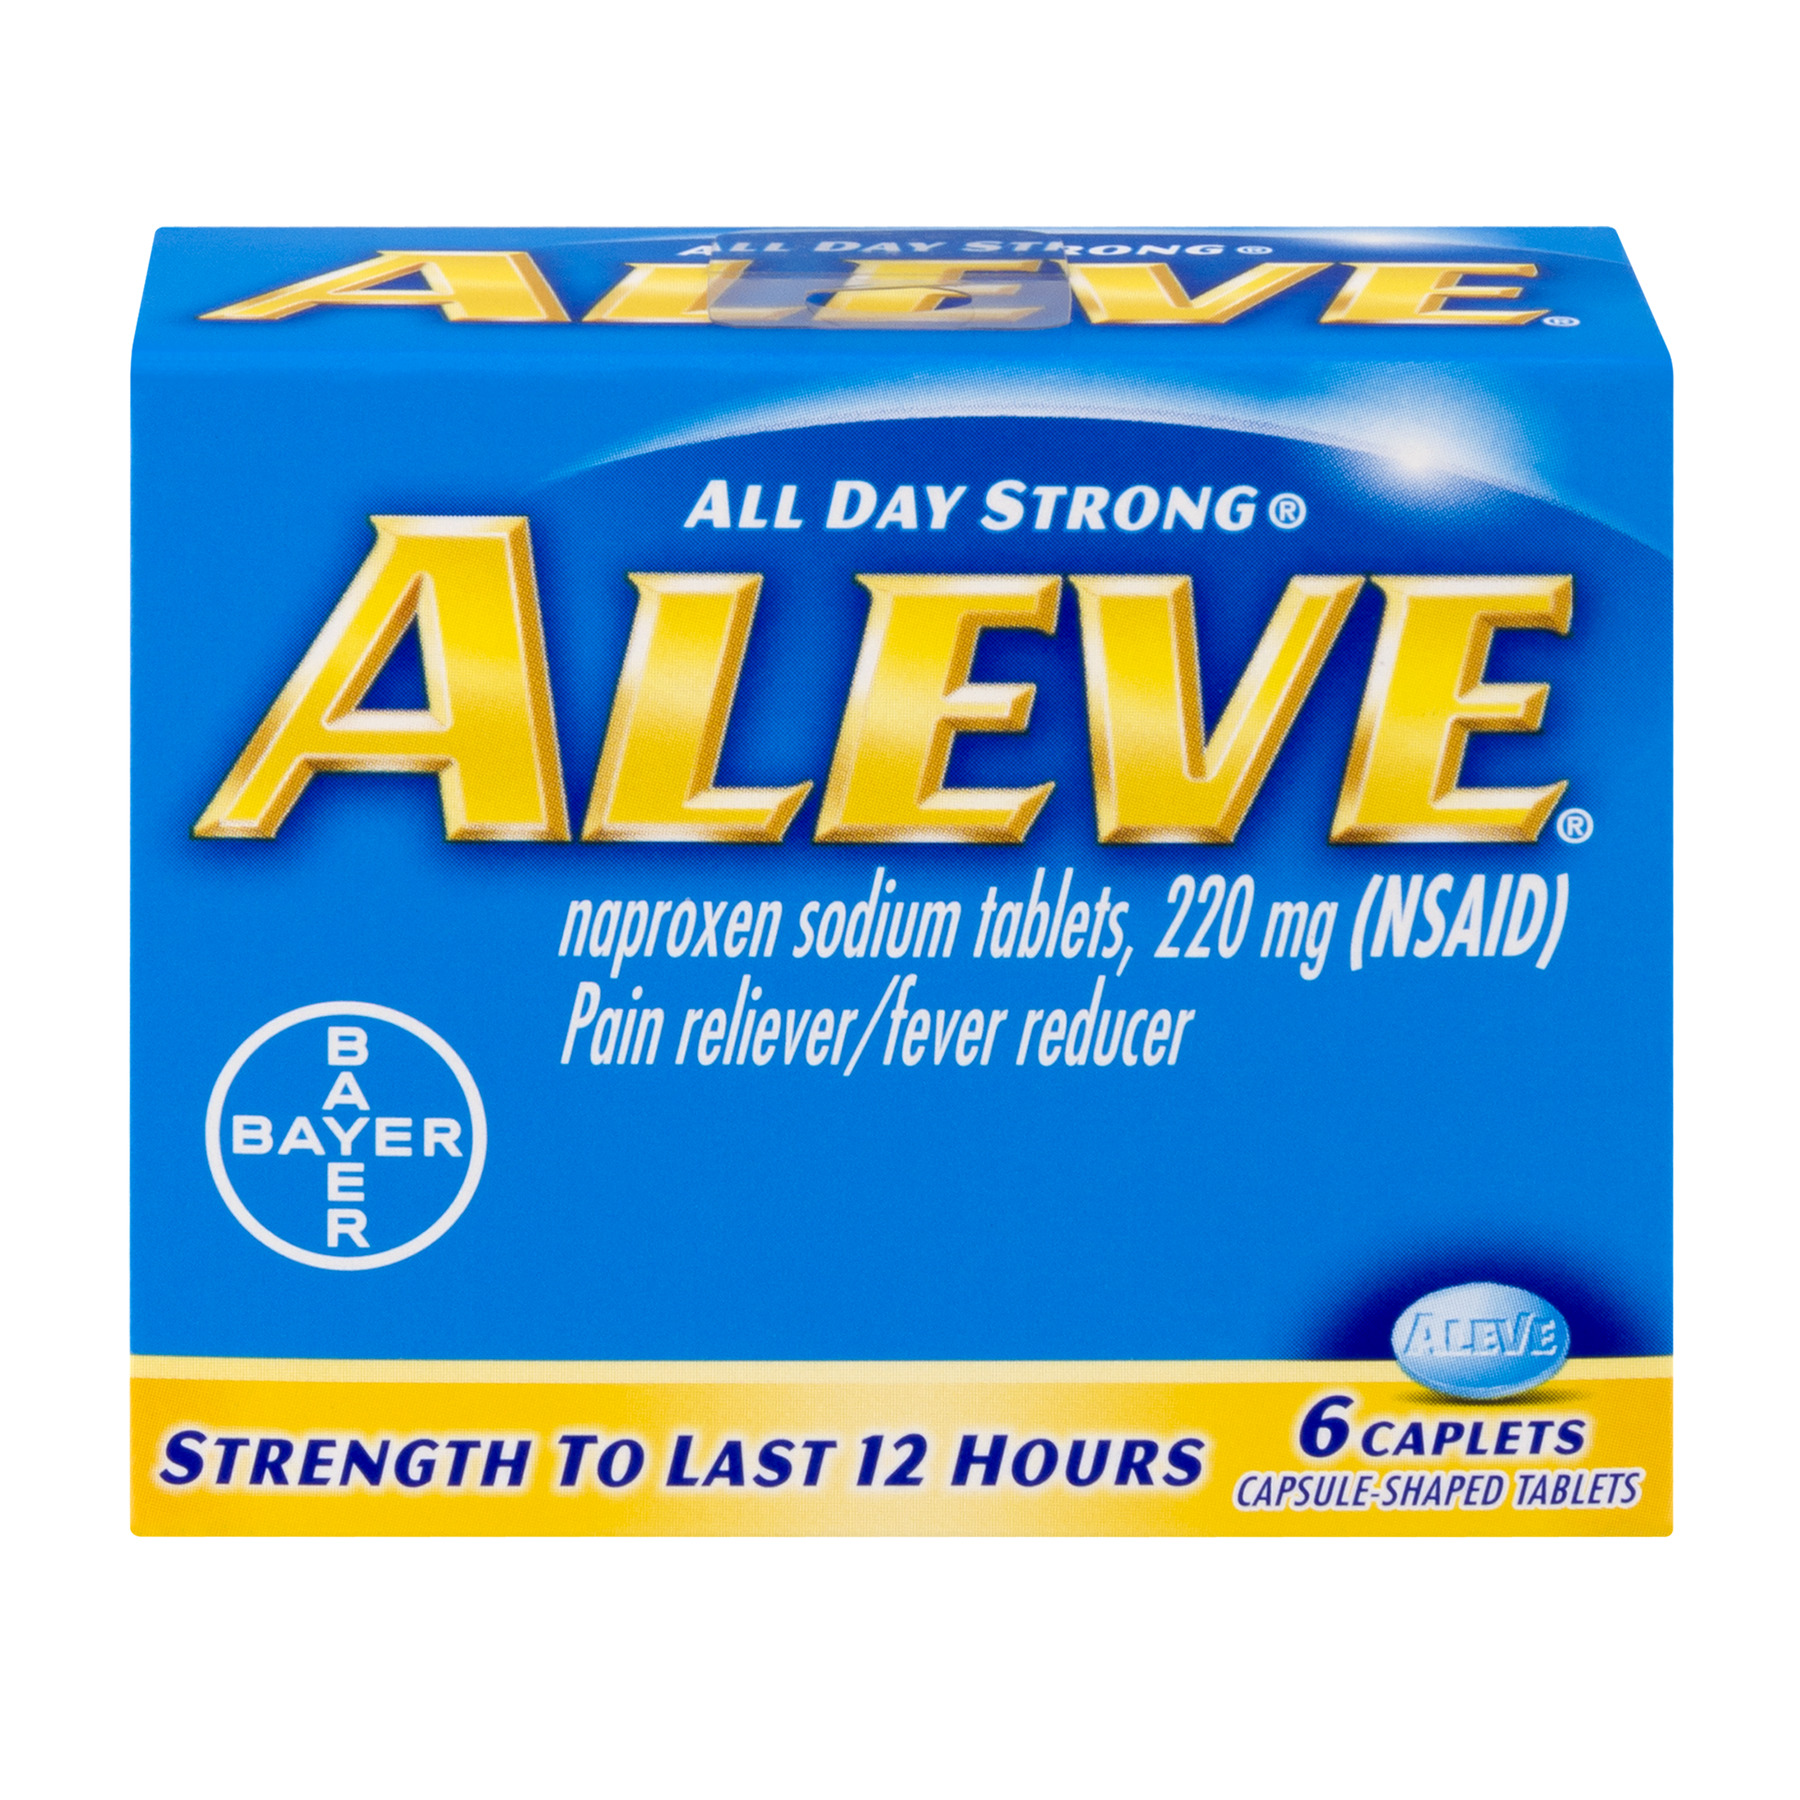 ALL DAY STRONG®
ALEVE®
ALL DAY STRONG®
ALEVE®
naproxen sodium tablets, 220 mg (NSAID)
Pain reliever/fever reducer
BAYER
BAYER
ALEVE
STRENGTH TO LAST 12 HOURS
6 CAPLETS
CAPSULE-SHAPED TABLETS